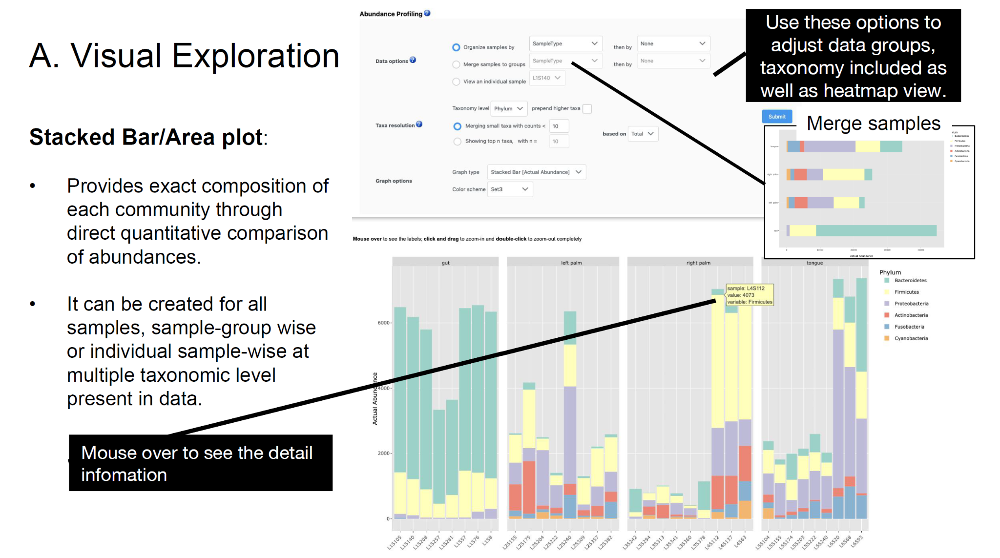 A. Visual Exploration
Stacked Bar/Area plot:
• Provides exact composition of
each community through
direct quantitative comparison
of abundances.
• It can be created for all
samples, sample-group wise
or individual sample-wise at
multiple taxonomic level
present in data.
Mouse over to see the detail
infomation
Abundance Profiling
Data options
Organize samples by SampleType then by None
Merge samples to groups SampleType then by None
View an individual sample L1S140
Taxa resolution
Taxonomy level Phylum prepend higher taxa
Merging small taxa with counts < 10
Showing top n taxa, with n = 10
based on Total
Graph options
Graph type Stacked Bar [Actual Abundance]
Color scheme Set3
Submit
Use these options to
adjust data groups,
taxonomy included as
well as heatmap view.
Merge samples
tongue
right palm
left palm
gut
0 10000 20000 30000 40000
Actual Abundance
lum
Bacteroidetes
Firmicutes
Proteobacteria
Actinobacteria
Fusobacteria
Cyanobacteria
Mouse over to see the labels; click and drag to zoom-in and double-click to zoom-out completely
gut left palm right palm tongue
sample: L4S112
value: 4073
variable: Firmicutes
Actual Abundance
6000
4000
2000
0
L1S105 L1S140 L1S208 L1S257 L1S281 L1S57 L1S76 L1S8
L2S155 L2S175 L2S204 L2S222 L2S240 L2S309 L2S357 L2S382
L3S242 L3S294 L3S313 L3S341 L3S360 L3S378 L4S112 L4S137 L4S63
L5S104 L5S155 L5S174 L5S203 L5S222 L5S240 L6S20 L6S68 L6S93
Phylum
Bacteroidetes
Firmicutes
Proteobacteria
Actinobacteria
Fusobacteria
Cyanobacteria